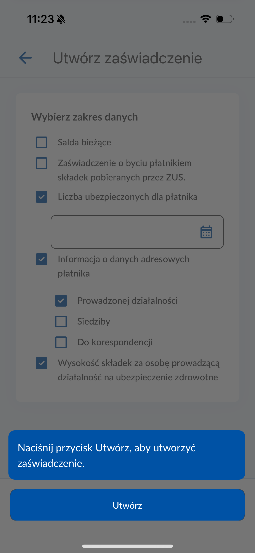 11:23
Utwórz zaświadczenie
Wybierz zakres danych
Salda bieżące
Zaświadczenie o byciu płatnikiem
składek pobieranych przez ZUS.
Liczba ubezpieczonych dla płatnika
Informacja o danych adresowych
płatnika
Prowadzonej działalności
Siedziby
Do korespondencji
Wysokość składek za osobę prowadzącą
działalność na ubezpieczenie zdrowotne
Naciśnij przycisk Utwórz, aby utworzyć
zaświadczenie.
Utwórz